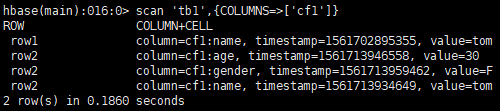 hbase(main):016:0> scan 'tb1',{COLUMNS=>['cf1']}
ROW COLUMN+CELL
row1 column=cf1:name, timestamp=1561702895355, value=tom
row2 column=cf1:age, timestamp=1561713946558, value=30
row2 column=cf1:gender, timestamp=1561713959462, value=F
row2 column=cf1:name, timestamp=1561713934649, value=tom
2 row(s) in 0.1860 seconds